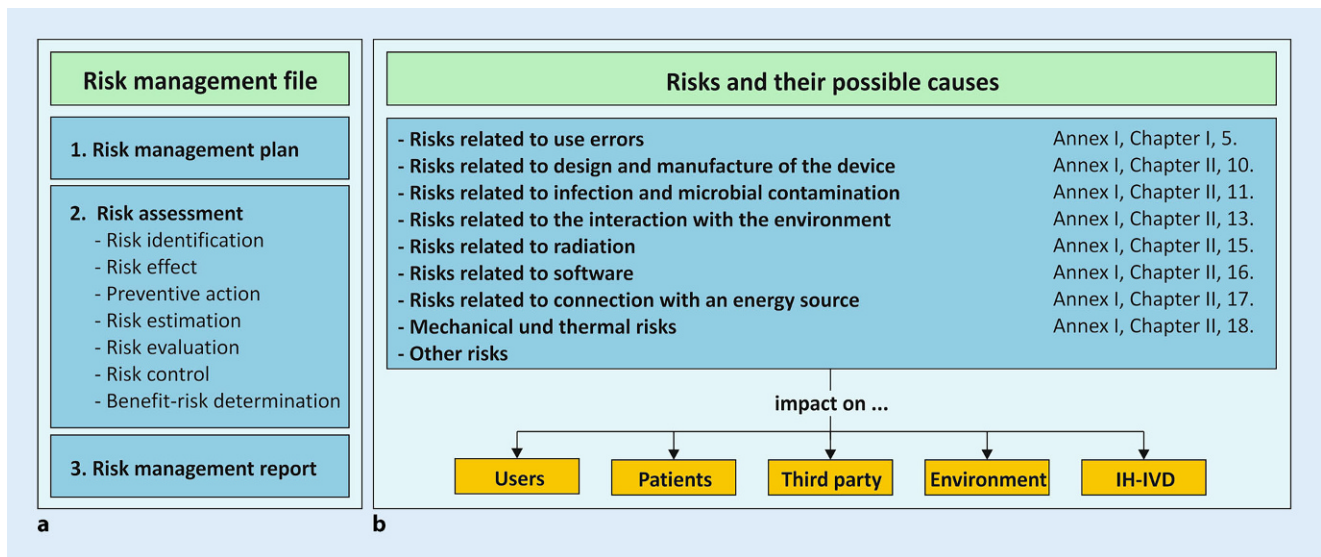 Risk management file
1. Risk management plan
2. Risk assessment
- Risk identification
- Risk effect
- Preventive action
- Risk estimation
- Risk evaluation
- Risk control
- Benefit-risk determination
3. Risk management report
a
Risks and their possible causes
- Risks related to use errors Annex I, Chapter I, 5.
- Risks related to design and manufacture of the device Annex I, Chapter II, 10.
- Risks related to infection and microbial contamination Annex I, Chapter II, 11.
- Risks related to the interaction with the environment Annex I, Chapter II, 13.
- Risks related to radiation Annex I, Chapter II, 15.
- Risks related to software Annex I, Chapter II, 16.
- Risks related to connection with an energy source Annex I, Chapter II, 17.
- Mechanical und thermal risks Annex I, Chapter II, 18.
- Other risks
impact on ...
Users Patients Third party Environment IH-IVD
b